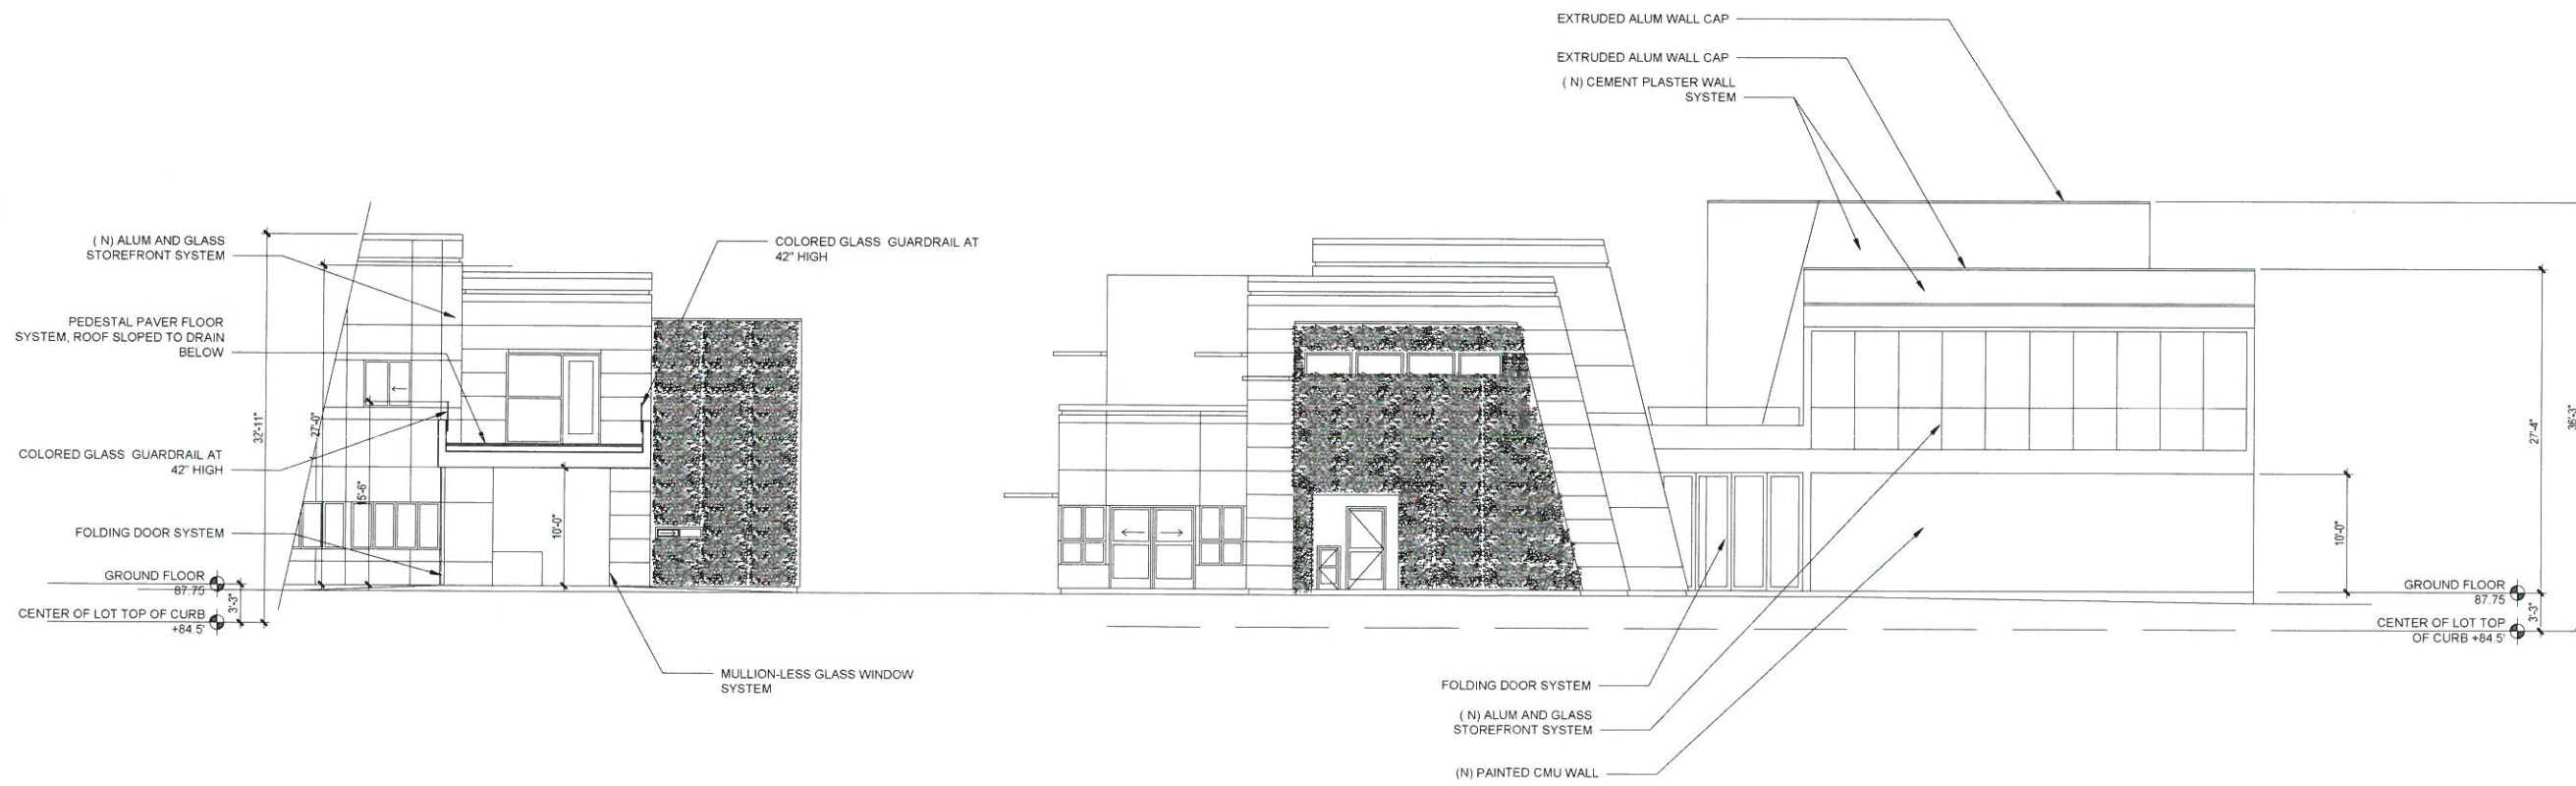 EXTRUDED ALUM WALL CAP
EXTRUDED ALUM WALL CAP
( N) CEMENT PLASTER WALL
SYSTEM
( N) ALUM AND GLASS
STOREFRONT SYSTEM
COLORED GLASS GUARDRAIL AT
42" HIGH
PEDESTAL PAVER FLOOR
SYSTEM, ROOF SLOPED TO DRAIN
BELOW
32'-11"
27'-0"
COLORED GLASS GUARDRAIL AT
42" HIGH
15'-6"
10'-0"
FOLDING DOOR SYSTEM
GROUND FLOOR
87.75
3'-3"
CENTER OF LOT TOP OF CURB
+84.5'
MULLION-LESS GLASS WINDOW
SYSTEM
36'-3"
27'-4"
10'-0"
GROUND FLOOR
87.75
3'-3"
CENTER OF LOT TOP
OF CURB +84.5'
FOLDING DOOR SYSTEM
( N) ALUM AND GLASS
STOREFRONT SYSTEM
(N) PAINTED CMU WALL